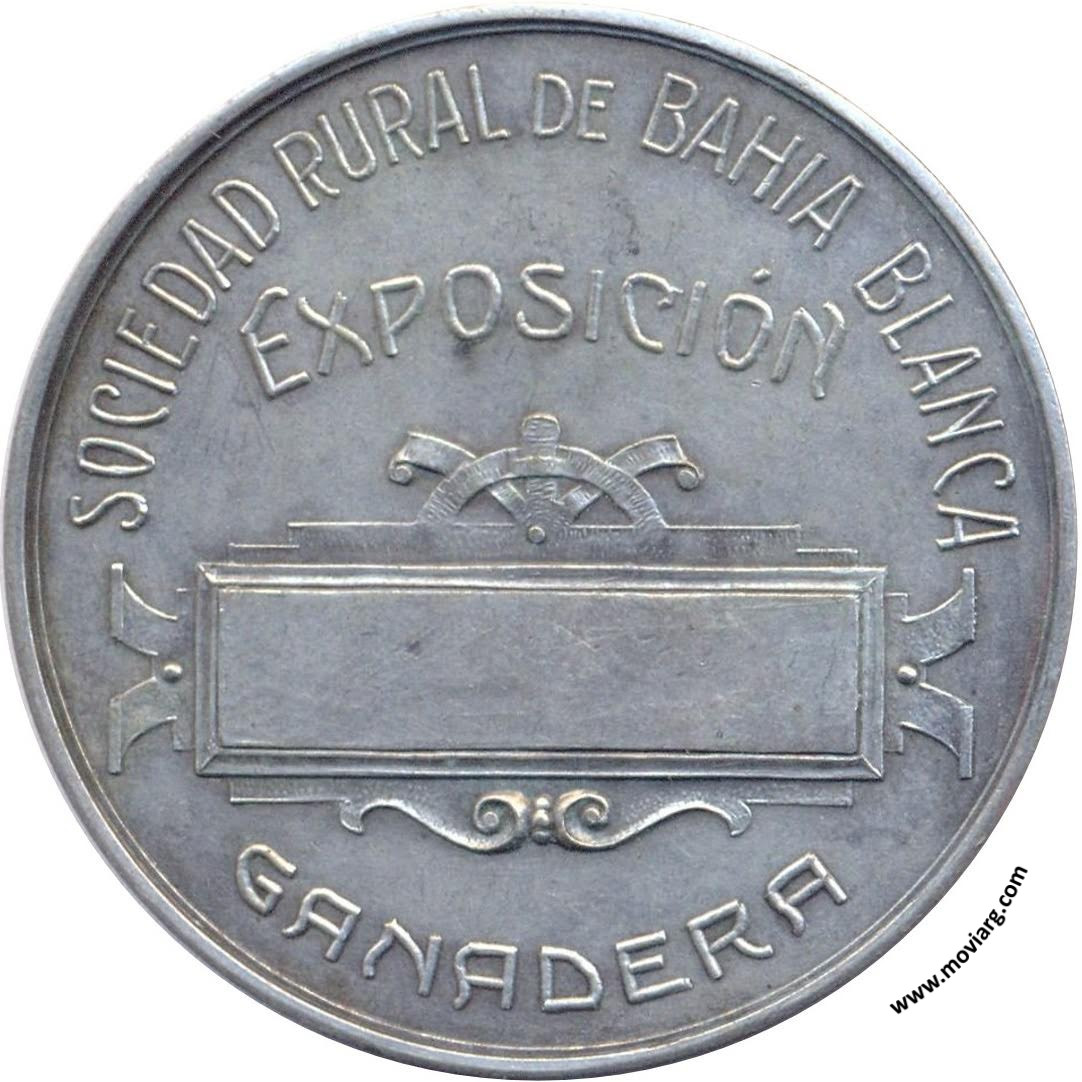 SOCIEDAD RURAL DE BAHIA BLANCA
EXPOSICIÓN
GANADERA
www.moviarg.com